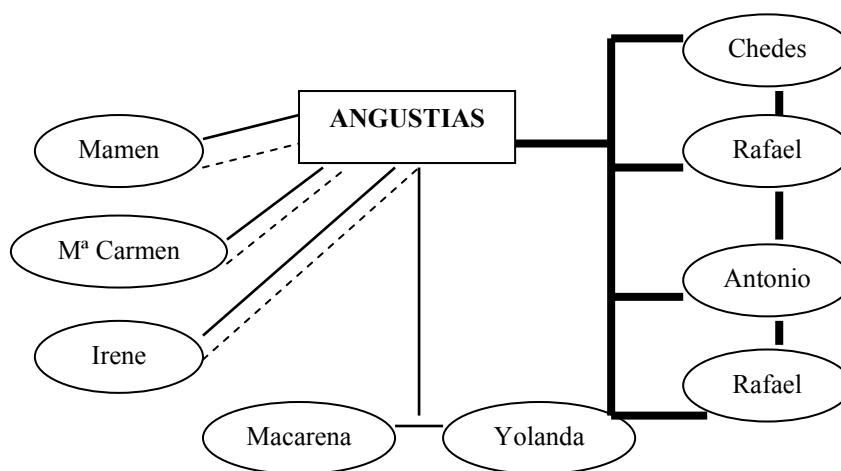 Chedes
ANGUSTIAS
Mamen
Rafael
Mª Carmen
Antonio
Irene
Rafael
Macarena
Yolanda